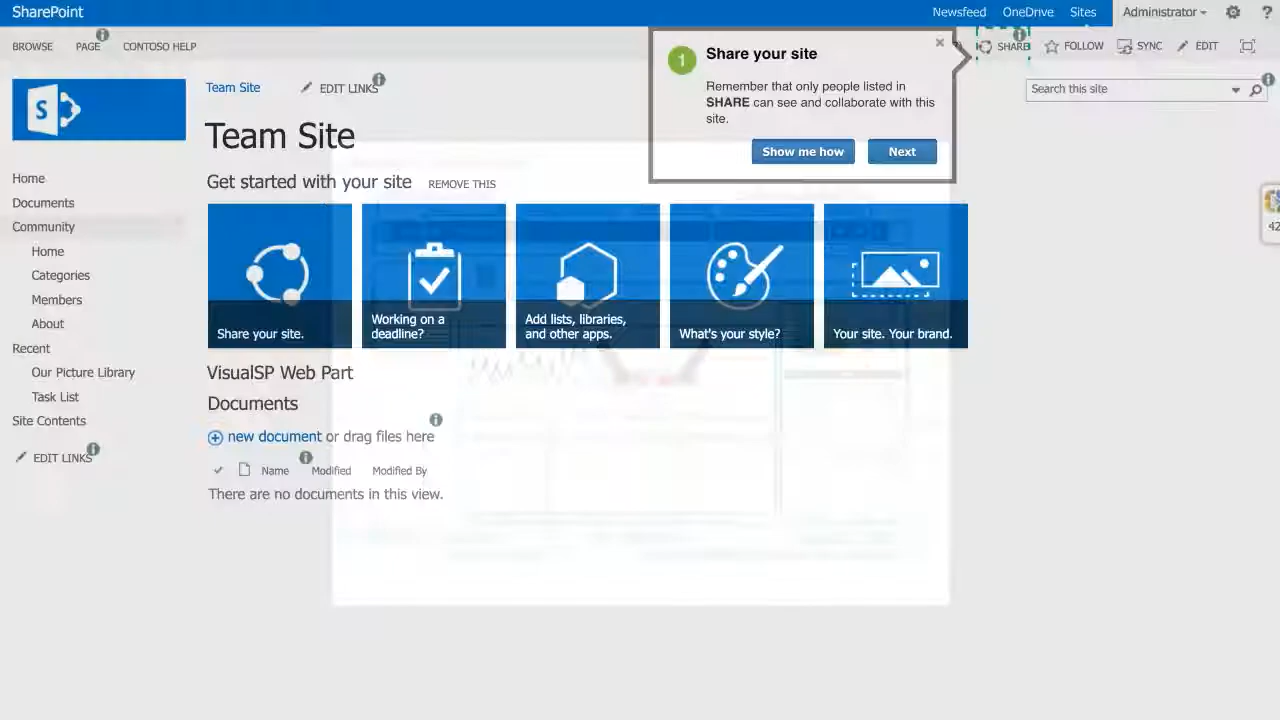 SharePoint
Newsfeed OneDrive Sites Administrator ?
BROWSE PAGE CONTOSO HELP
SHARE FOLLOW SYNC EDIT
1 Share your site
Remember that only people listed in
SHARE can see and collaborate with this
site.
Show me how Next
Team Site EDIT LINKS
Search this site
Team Site
Get started with your site REMOVE THIS
Home
Documents
Community
Home
Categories
Members
About
Recent
Our Picture Library
Task List
Site Contents
EDIT LINKS
Share your site.
Working on a
deadline?
Add lists, libraries,
and other apps.
What's your style?
Your site. Your brand.
VisualSP Web Part
Documents
new document or drag files here
Name Modified Modified By
There are no documents in this view.
42